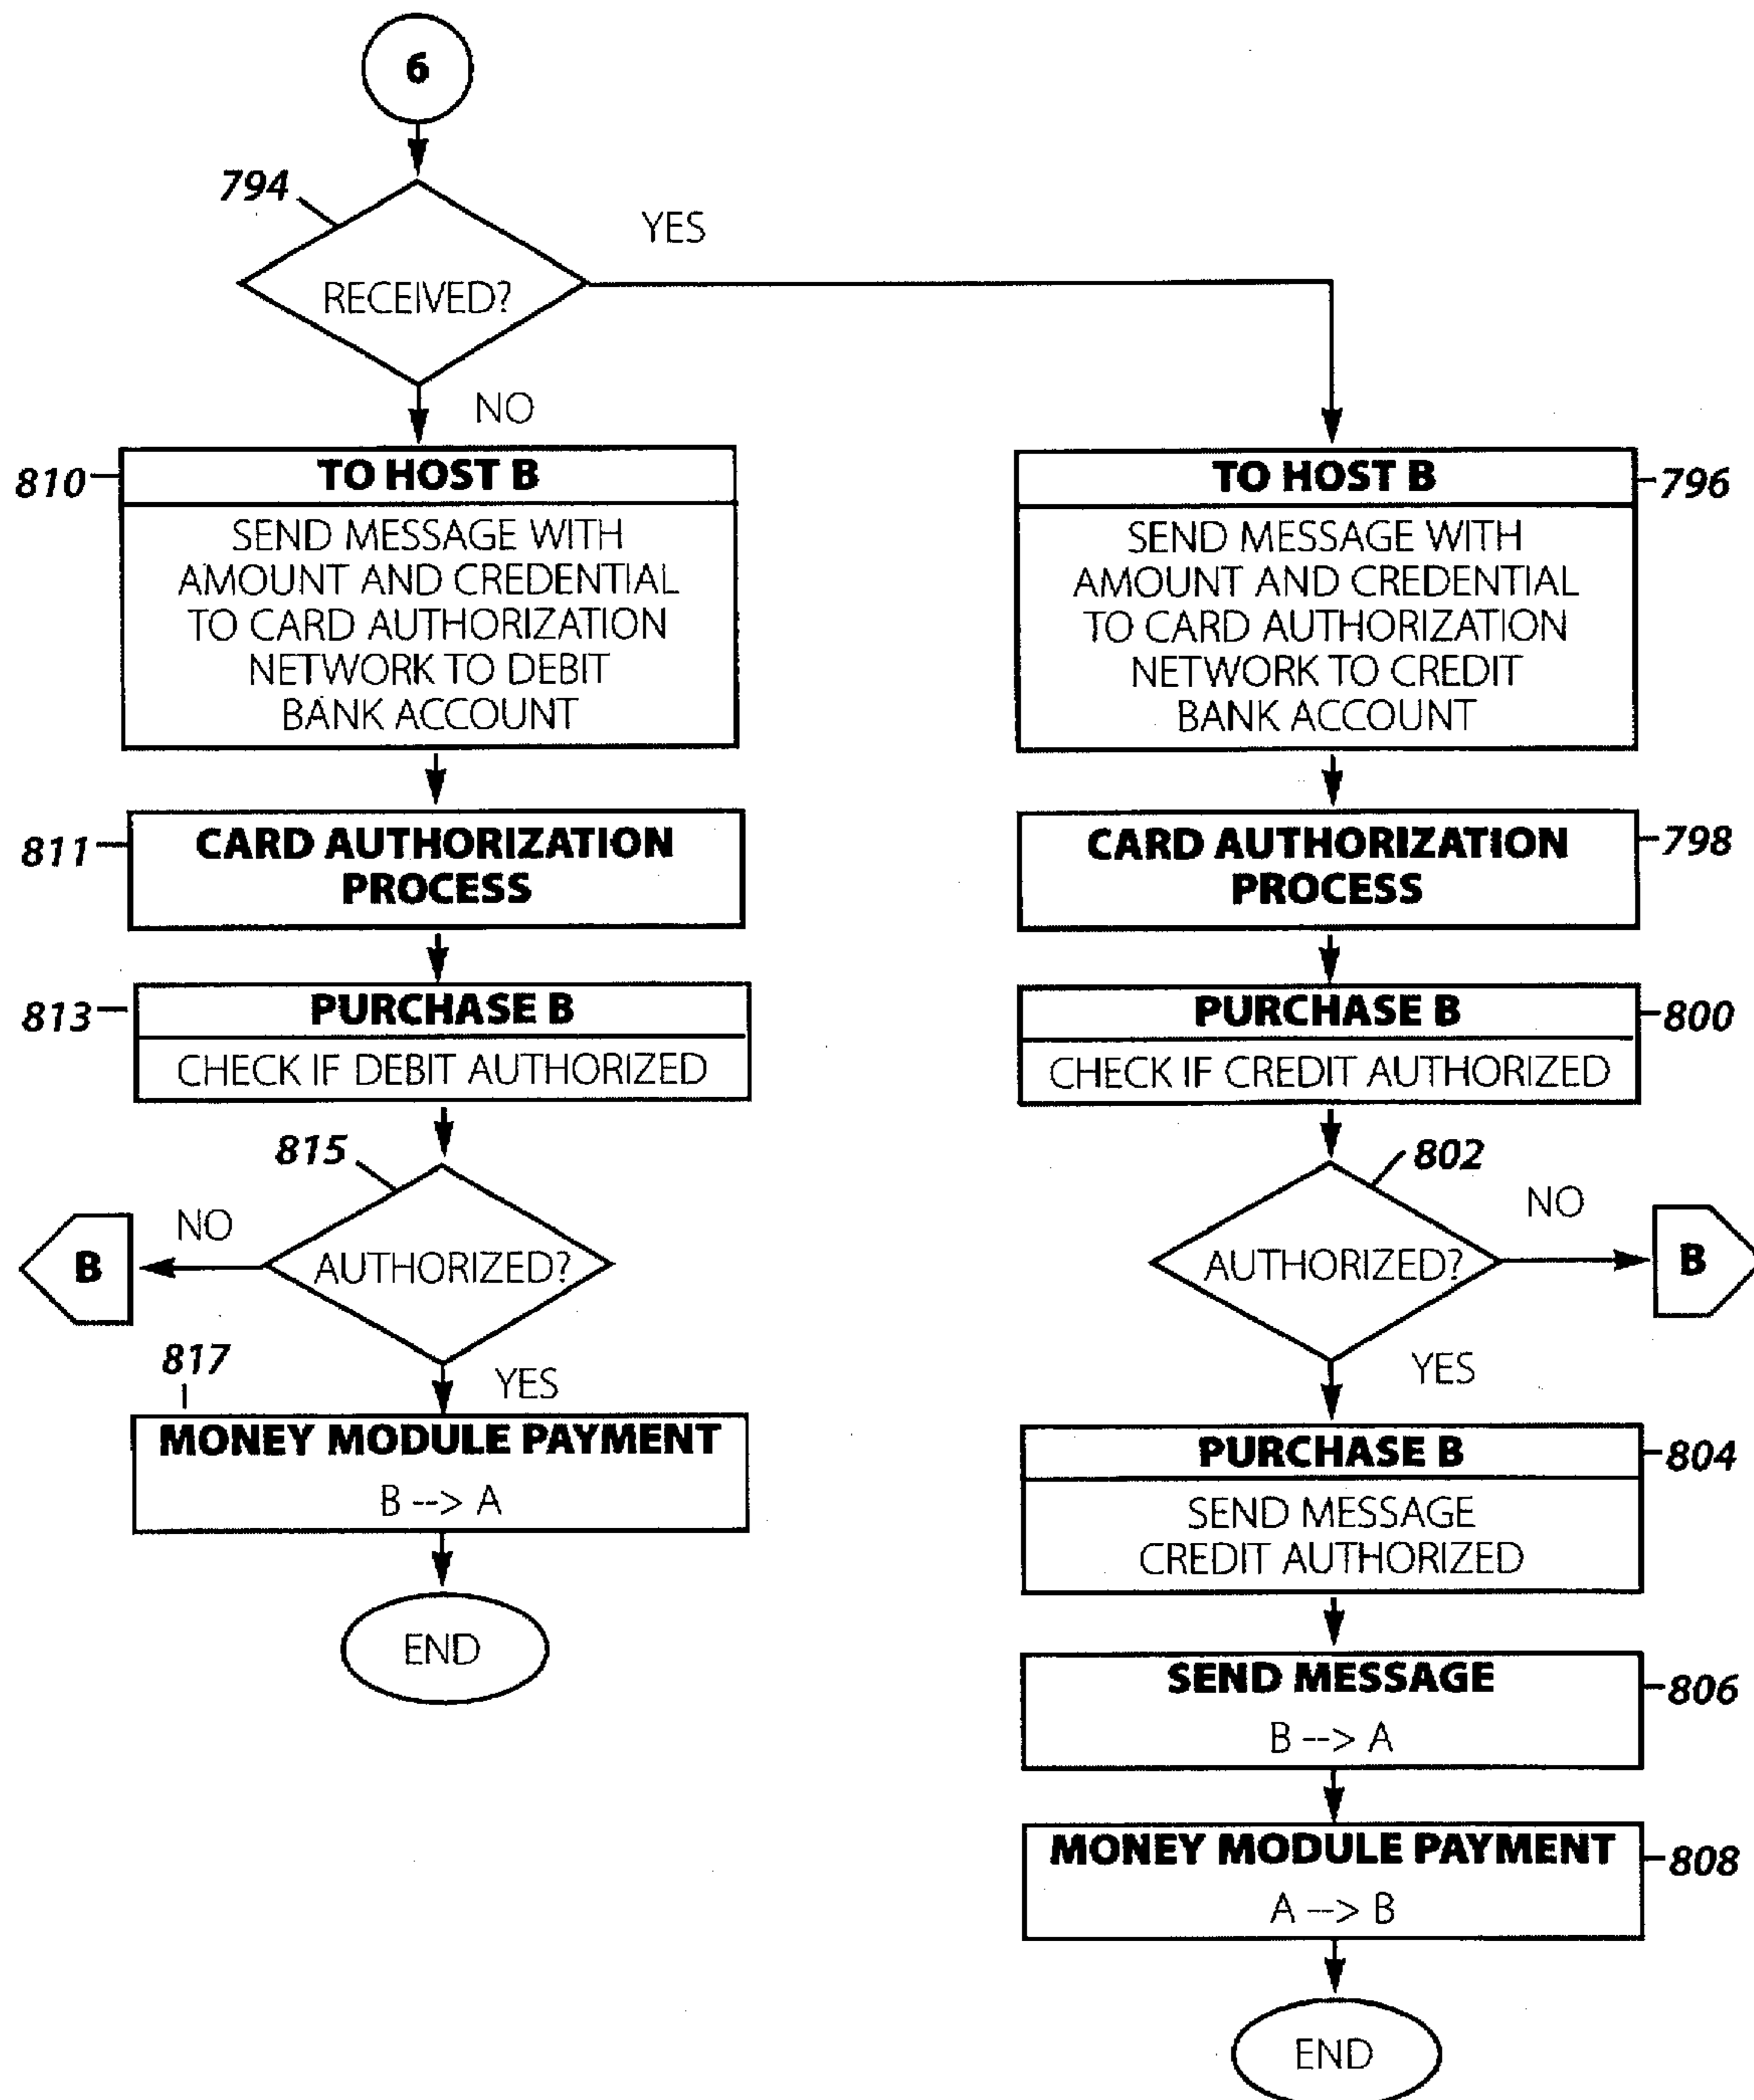 6
794
YES
RECEIVED?
NO
810
TO HOST B
SEND MESSAGE WITH
AMOUNT AND CREDENTIAL
TO CARD AUTHORIZATION
NETWORK TO DEBIT
BANK ACCOUNT
811
CARD AUTHORIZATION
PROCESS
813
PURCHASE B
CHECK IF DEBIT AUTHORIZED
815
NO
B
AUTHORIZED?
817
YES
MONEY MODULE PAYMENT
B --> A
END
TO HOST B
796
SEND MESSAGE WITH
AMOUNT AND CREDENTIAL
TO CARD AUTHORIZATION
NETWORK TO CREDIT
BANK ACCOUNT
CARD AUTHORIZATION
PROCESS
798
PURCHASE B
800
CHECK IF CREDIT AUTHORIZED
802
AUTHORIZED?
NO
B
YES
PURCHASE B
804
SEND MESSAGE
CREDIT AUTHORIZED
SEND MESSAGE
806
B --> A
MONEY MODULE PAYMENT
808
A --> B
END